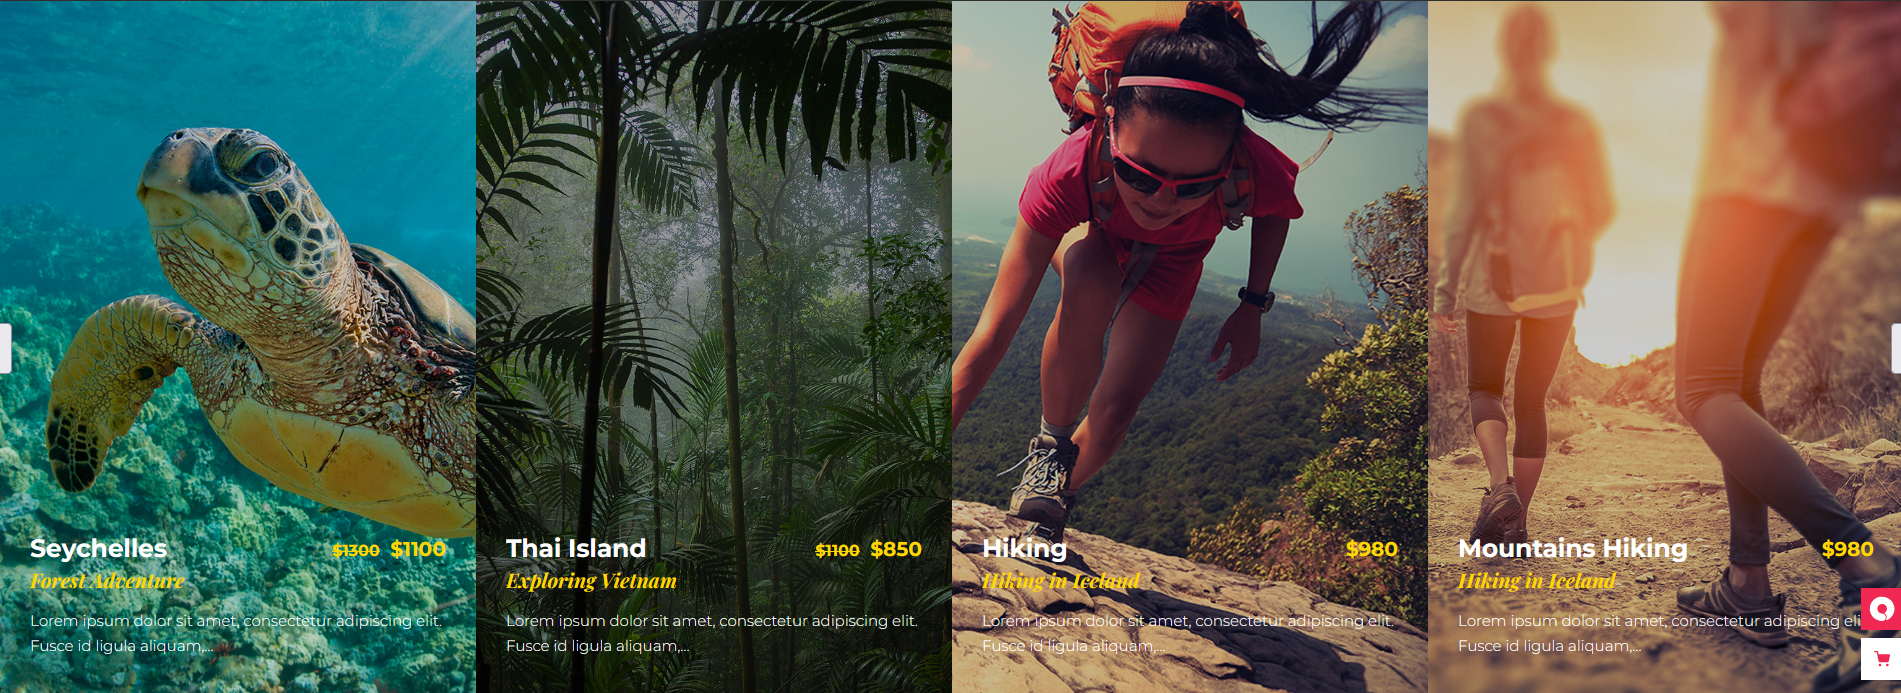 Seychelles
$1300 $1100
Forest Adventure
Lorem ipsum dolor sit amet, consectetur adipiscing elit.
Fusce id ligula aliquam,...
Thai Island
$1100 $850
Exploring Vietnam
Lorem ipsum dolor sit amet, consectetur adipiscing elit.
Fusce id ligula aliquam,...
Hiking
$980
Hiking in Iceland
Lorem ipsum dolor sit amet, consectetur adipiscing elit.
Fusce id ligula aliquam,...
Mountains Hiking
$980
Hiking in Iceland
Lorem ipsum dolor sit amet, consectetur adipiscing eli
Fusce id ligula aliquam,...